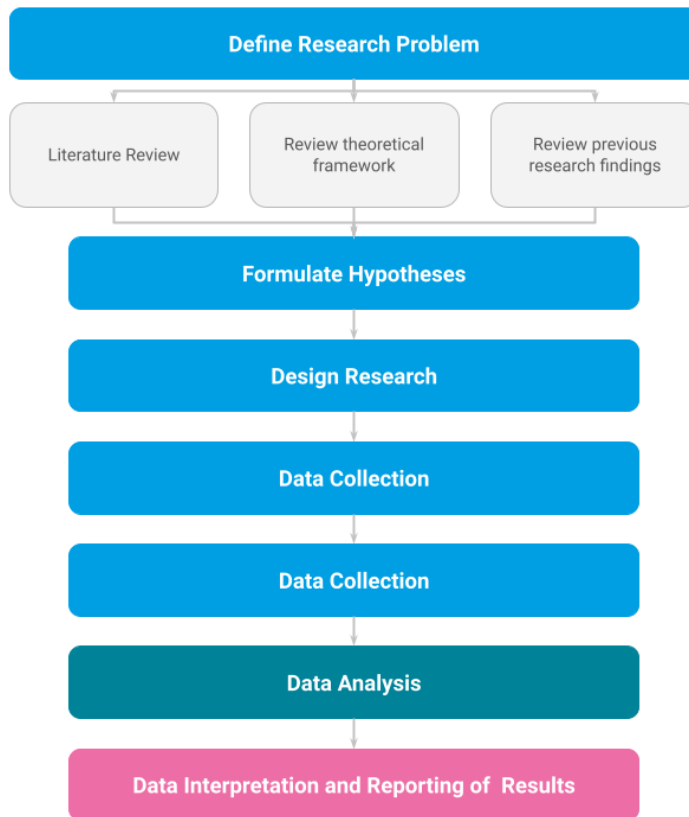 Define Research Problem
Literature Review
Review theoretical
framework
Review previous
research findings
Formulate Hypotheses
Design Research
Data Collection
Data Collection
Data Analysis
Data Interpretation and Reporting of Results